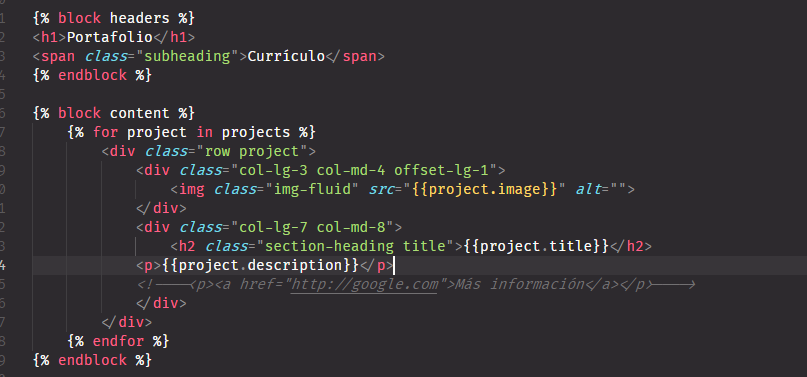 {% block headers %}
<h1>Portafolio</h1>
<span class="subheading">Currículo</span>
{% endblock %}
{% block content %}
{% for project in projects %}
<div class="row project">
<div class="col-lg-3 col-md-4 offset-lg-1">
<img class="img-fluid" src="{{project.image}}" alt="">
</div>
<div class="col-lg-7 col-md-8">
<h2 class="section-heading title">{{project.title}}</h2>
<p>{{project.description}}</p>
<!----<p><a href="http://google.com">Más información</a></p>---->
</div>
</div>
{% endfor %}
{% endblock %}